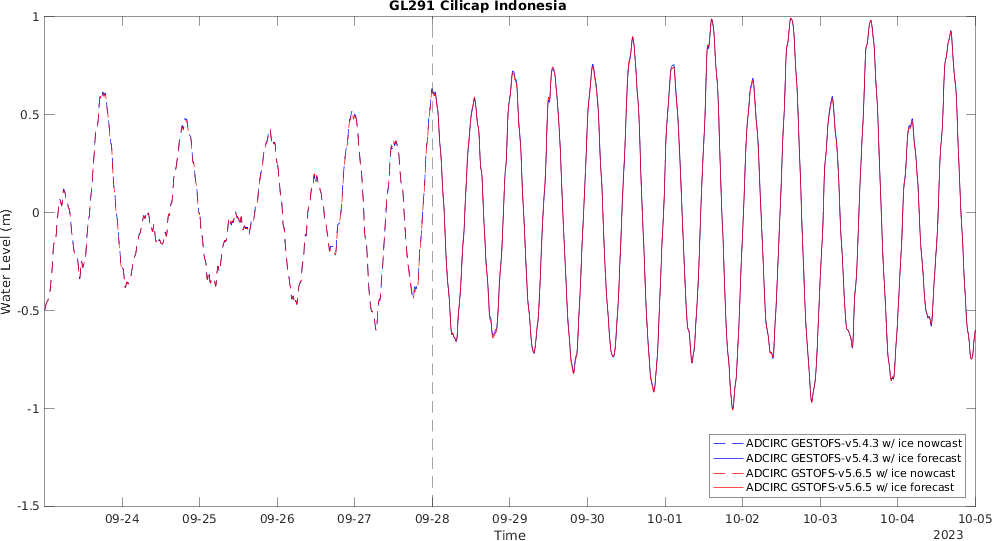 GL291 Cilicap Indonesia
Water Level (m)
1
0.5
0
-0.5
-1
-1.5
ADCIRC GESTOFS-v5.4.3 w/ ice nowcast
ADCIRC GESTOFS-v5.4.3 w/ ice forecast
ADCIRC GSTOFS-v5.6.5 w/ ice nowcast
ADCIRC GSTOFS-v5.6.5 w/ ice forecast
09-24 09-25 09-26 09-27 09-28 09-29 09-30 10-01 10-02 10-03 10-04 10-05
Time
2023